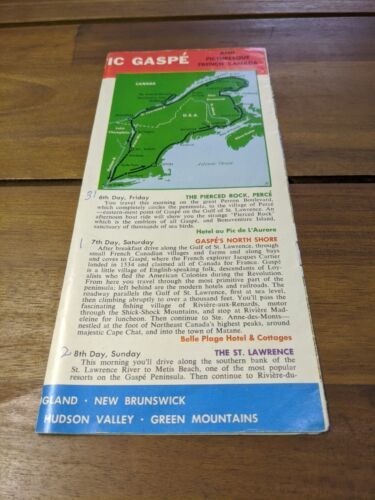 IC GASPÉ
AND
PICTURESQUE
FRENCH CANADA
CANADA
U.S.A.
Lake Champlain
Atlantic Ocean
31
6th Day, Friday THE PIERCED ROCK, PERCÉ
You travel this morning on the great Perron Boulevard,
which completely circles the peninsula, to the village of Percé
—eastern-most point of Gaspé on the Gulf of St. Lawrence. An
afternoon boat ride will show you the strange "Pierced Rock"
which is the emblem of all Gaspé, and Bonaventure Island,
sanctuary of thousands of sea birds.
Hotel au Pic de L'Aurore
1
7th Day, Saturday GASPÉ'S NORTH SHORE
After breakfast drive along the Gulf of St. Lawrence, through
small French Canadian villages and farms and along bays
and coves to Gaspé, where the French explorer Jacques Cartier
landed in 1534 and claimed all of Canada for France. Gaspé
is a little village of English-speaking folk, descendants of Loy-
alists who fled the American Colonies during the Revolution.
From here you travel through the most primitive part of the
peninsula; left behind are the modern hotels and railroads. The
roadway parallels the Gulf of St. Lawrence, first at sea level,
then climbing abruptly to over a thousand feet. You'll pass the
fascinating fishing village of Rivière-aux-Renards, motor
through the Shick-Shock Mountains, and stop at Rivière Mad-
eleine for luncheon. Then continue to Ste. Anne-des-Monts—
nestled at the foot of Northeast Canada's highest peaks, around
majestic Cape Chat, and into the town of Matane.
Belle Plage Hotel & Cottages
2
8th Day, Sunday THE ST. LAWRENCE
This morning you'll drive along the southern bank of the
St. Lawrence River to Metis Beach, one of the most popular
resorts on the Gaspé Peninsula. Then continue to Rivière-du-
GLAND · NEW BRUNSWICK
HUDSON VALLEY · GREEN MOUNTAINS